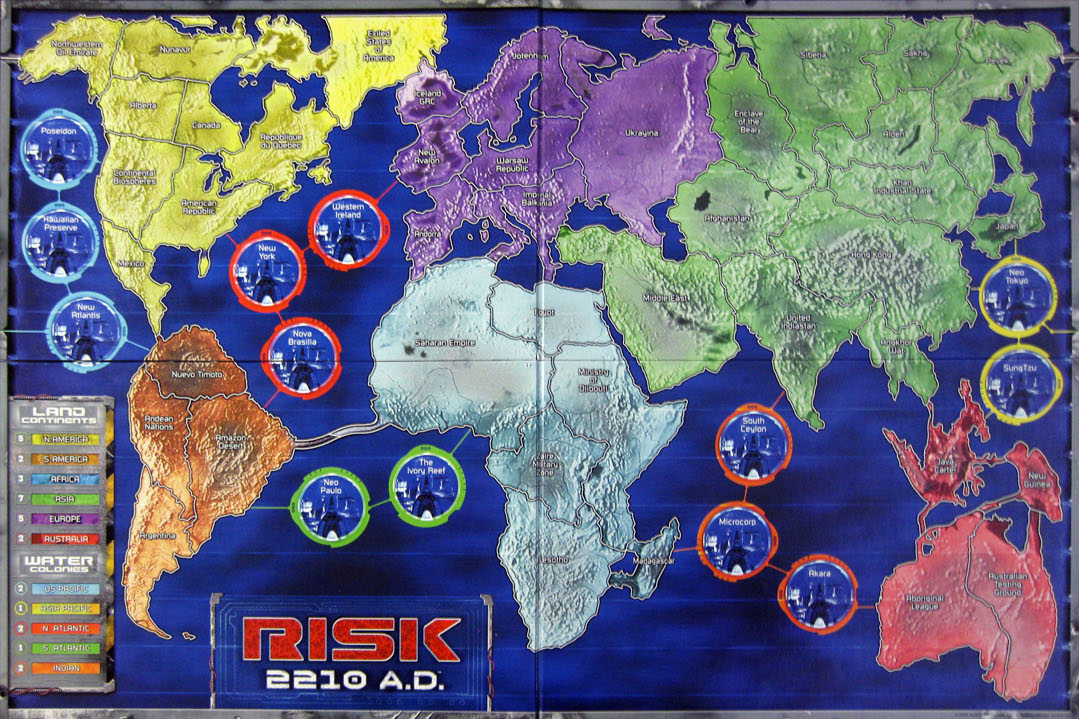 Northwestern
Oil Emirate
Nunavut
Exiled
States
of
America
Alberta
Canada
Republique
du Quebec
Continental
Biospheres
American
Republic
Mexico
Poseidon
Hawaiian
Preserve
New
Atlantis
Western
Ireland
New
York
Nova
Brasilia
Iceland
GRC
Jotenheim
New
Avalon
Warsaw
Republic
Imperial
Balkania
Andorra
Ukrayina
Siberia
Sakha
Pevek
Enclave
of the
Bear
Alden
Khan
Industrial State
Japan
Afghanistan
Hong Kong
Middle East
United
Indiastan
Angkhor
Wat
Neo
Tokyo
SungTzu
Saharan Empire
Egypt
Ministry
of
Djibouti
Zaire
Military
Zone
Lesotho
Madagascar
Nuevo Timoto
Andean
Nations
Amazon
Desert
Argentina
Neo
Paulo
The
Ivory Reef
South
Ceylon
Microcorp
Akara
Java
Cartel
New
Guinea
Aboriginal
League
Australian
Testing
Ground
LAND
CONTINENTS
5 N. AMERICA
2 S. AMERICA
3 AFRICA
7 ASIA
5 EUROPE
2 AUSTRALIA
WATER
COLONIES
2 US PACIFIC
1 ASIA PACIFIC
2 N. ATLANTIC
1 S. ATLANTIC
2 INDIAN
RISK
2210 A.D.